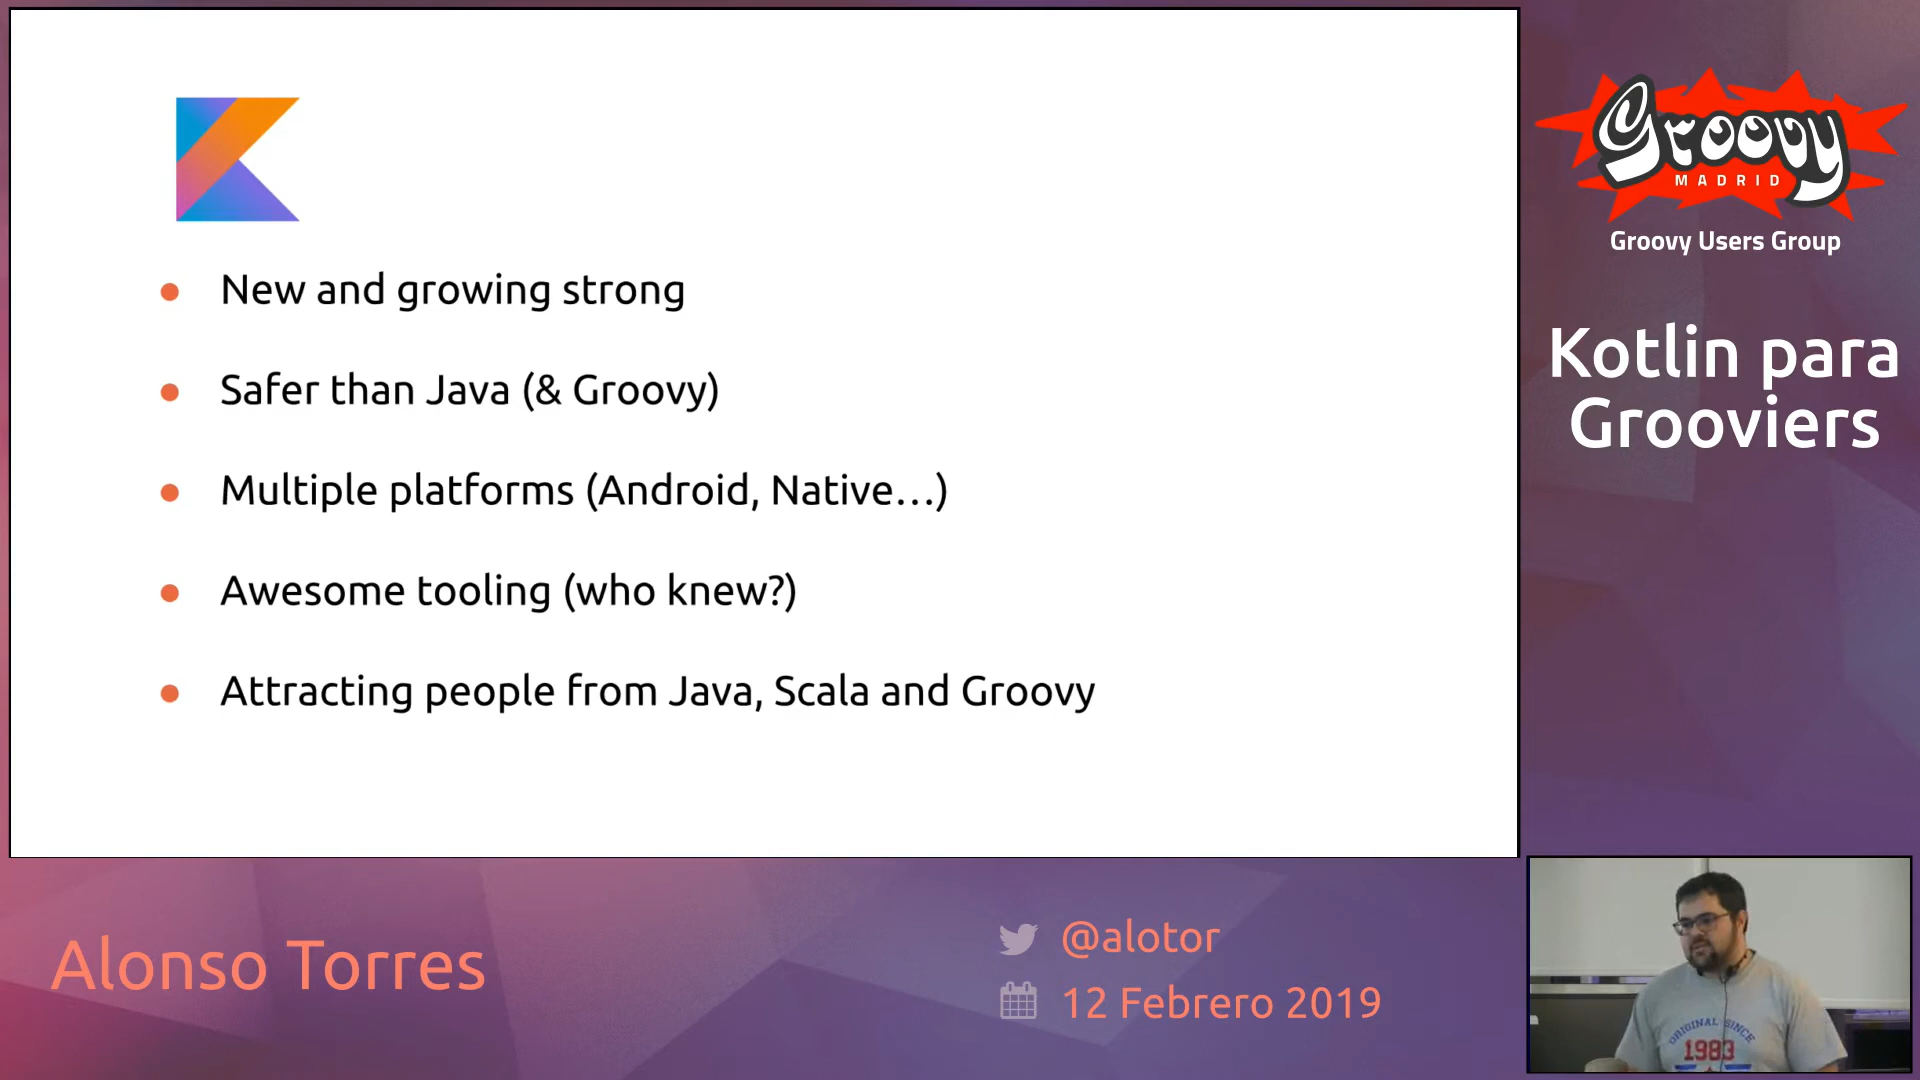 New and growing strong
Safer than Java (& Groovy)
Multiple platforms (Android, Native...)
Awesome tooling (who knew?)
Attracting people from Java, Scala and Groovy
Groovy
MADRID
Groovy Users Group
Kotlin para
Grooviers
Alonso Torres
@alotor
12 Febrero 2019
ORIGINAL SINCE
1983